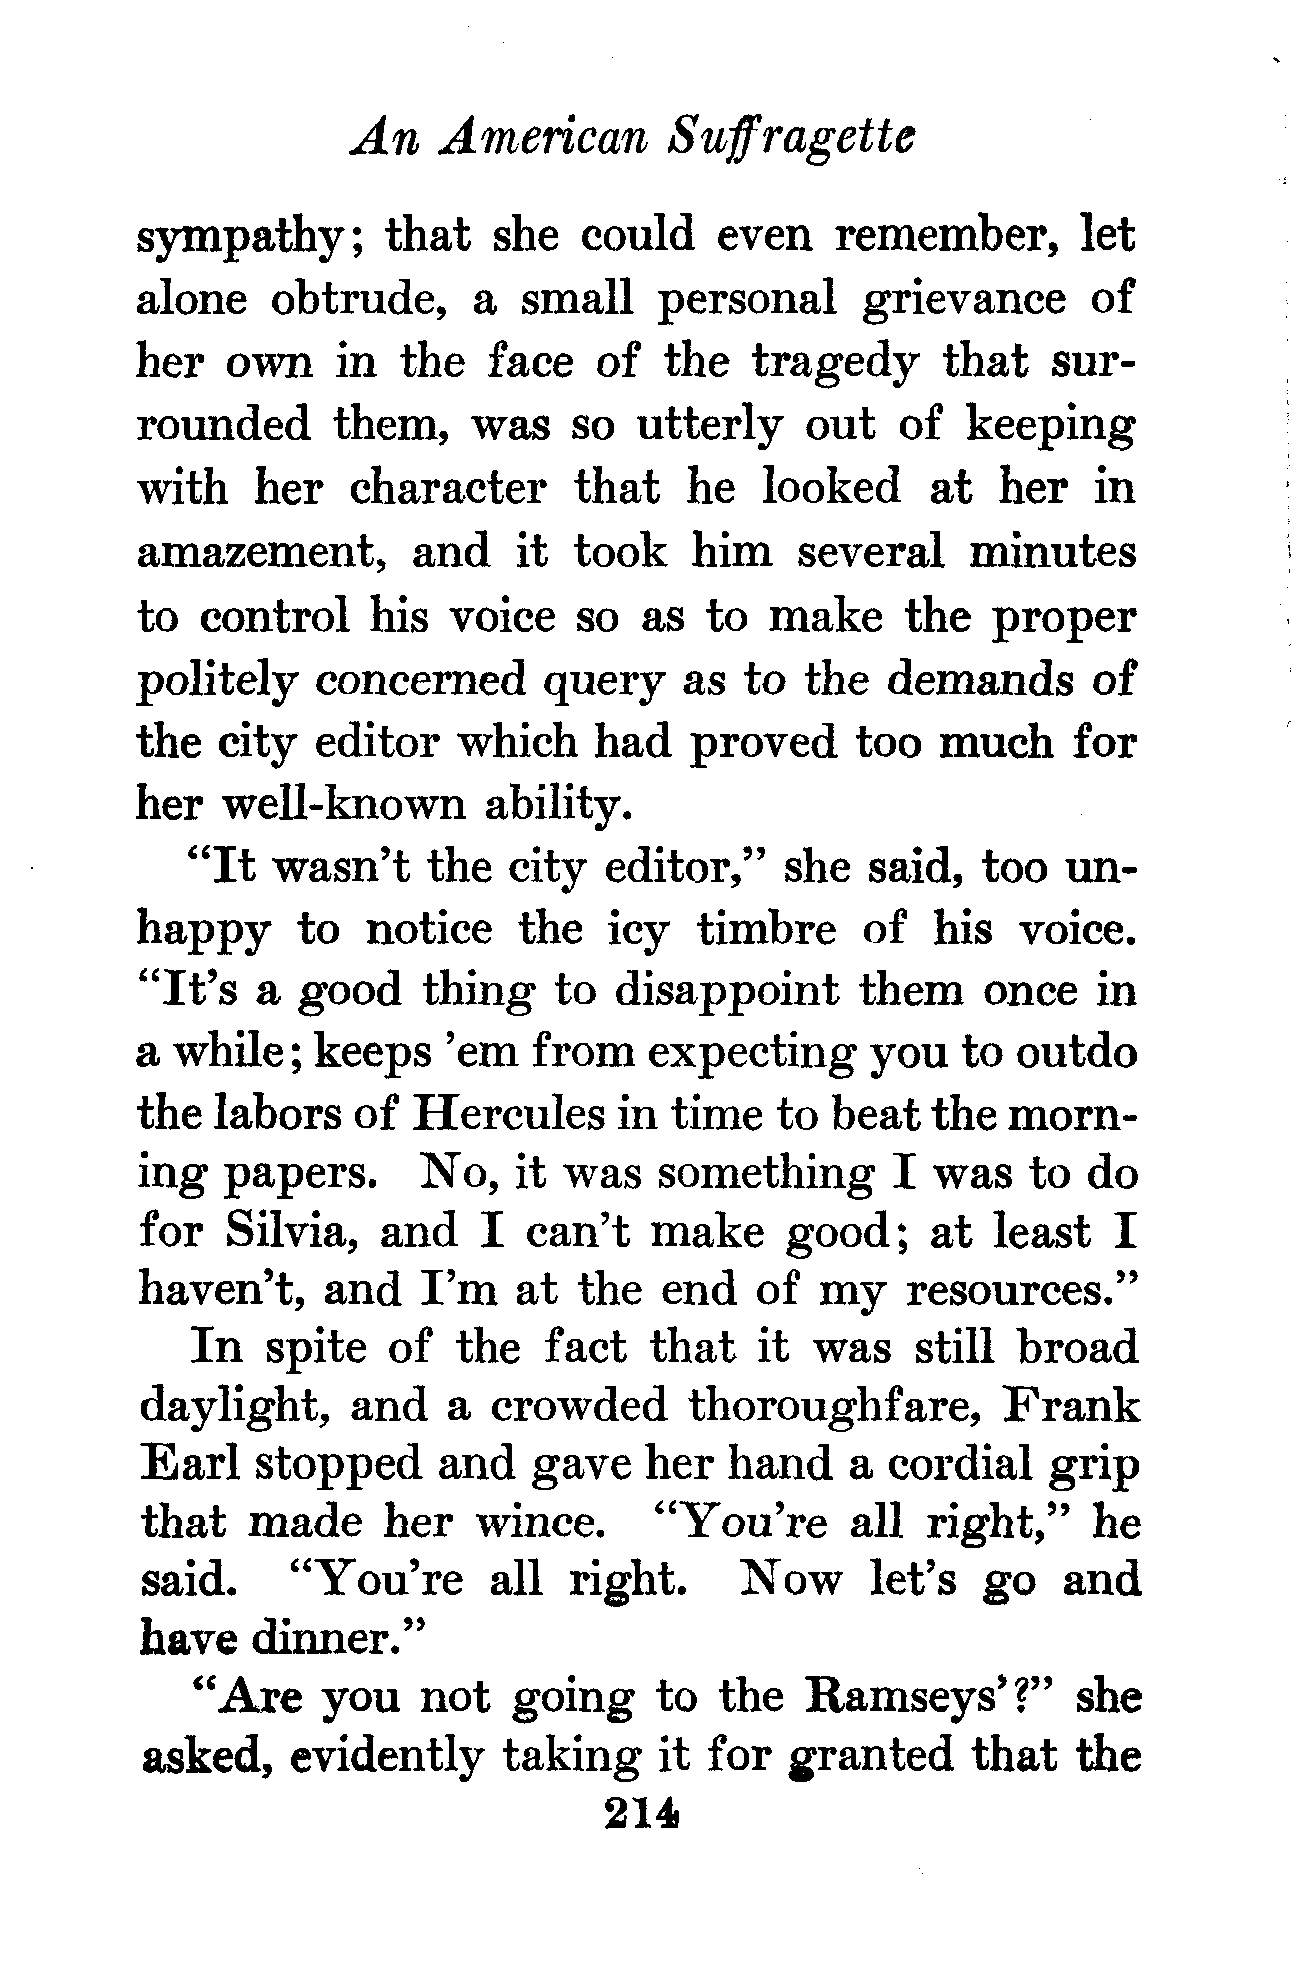 An American Suffragette
sympathy; that she could even remember, let
alone obtrude, a small personal grievance of
her own in the face of the tragedy that sur-
rounded them, was so utterly out of keeping
with her character that he looked at her in
amazement, and it took him several minutes
to control his voice so as to make the proper
politely concerned query as to the demands of
the city editor which had proved too much for
her well-known ability.
“It wasn’t the city editor,” she said, too un-
happy to notice the icy timbre of his voice.
“It’s a good thing to disappoint them once in
a while; keeps ’em from expecting you to outdo
the labors of Hercules in time to beat the morn-
ing papers. No, it was something I was to do
for Silvia, and I can’t make good; at least I
haven’t, and I’m at the end of my resources.”
In spite of the fact that it was still broad
daylight, and a crowded thoroughfare, Frank
Earl stopped and gave her hand a cordial grip
that made her wince. “You’re all right,” he
said. “You’re all right. Now let’s go and
have dinner.”
“Are you not going to the Ramseys’?” she
asked, evidently taking it for granted that the
214